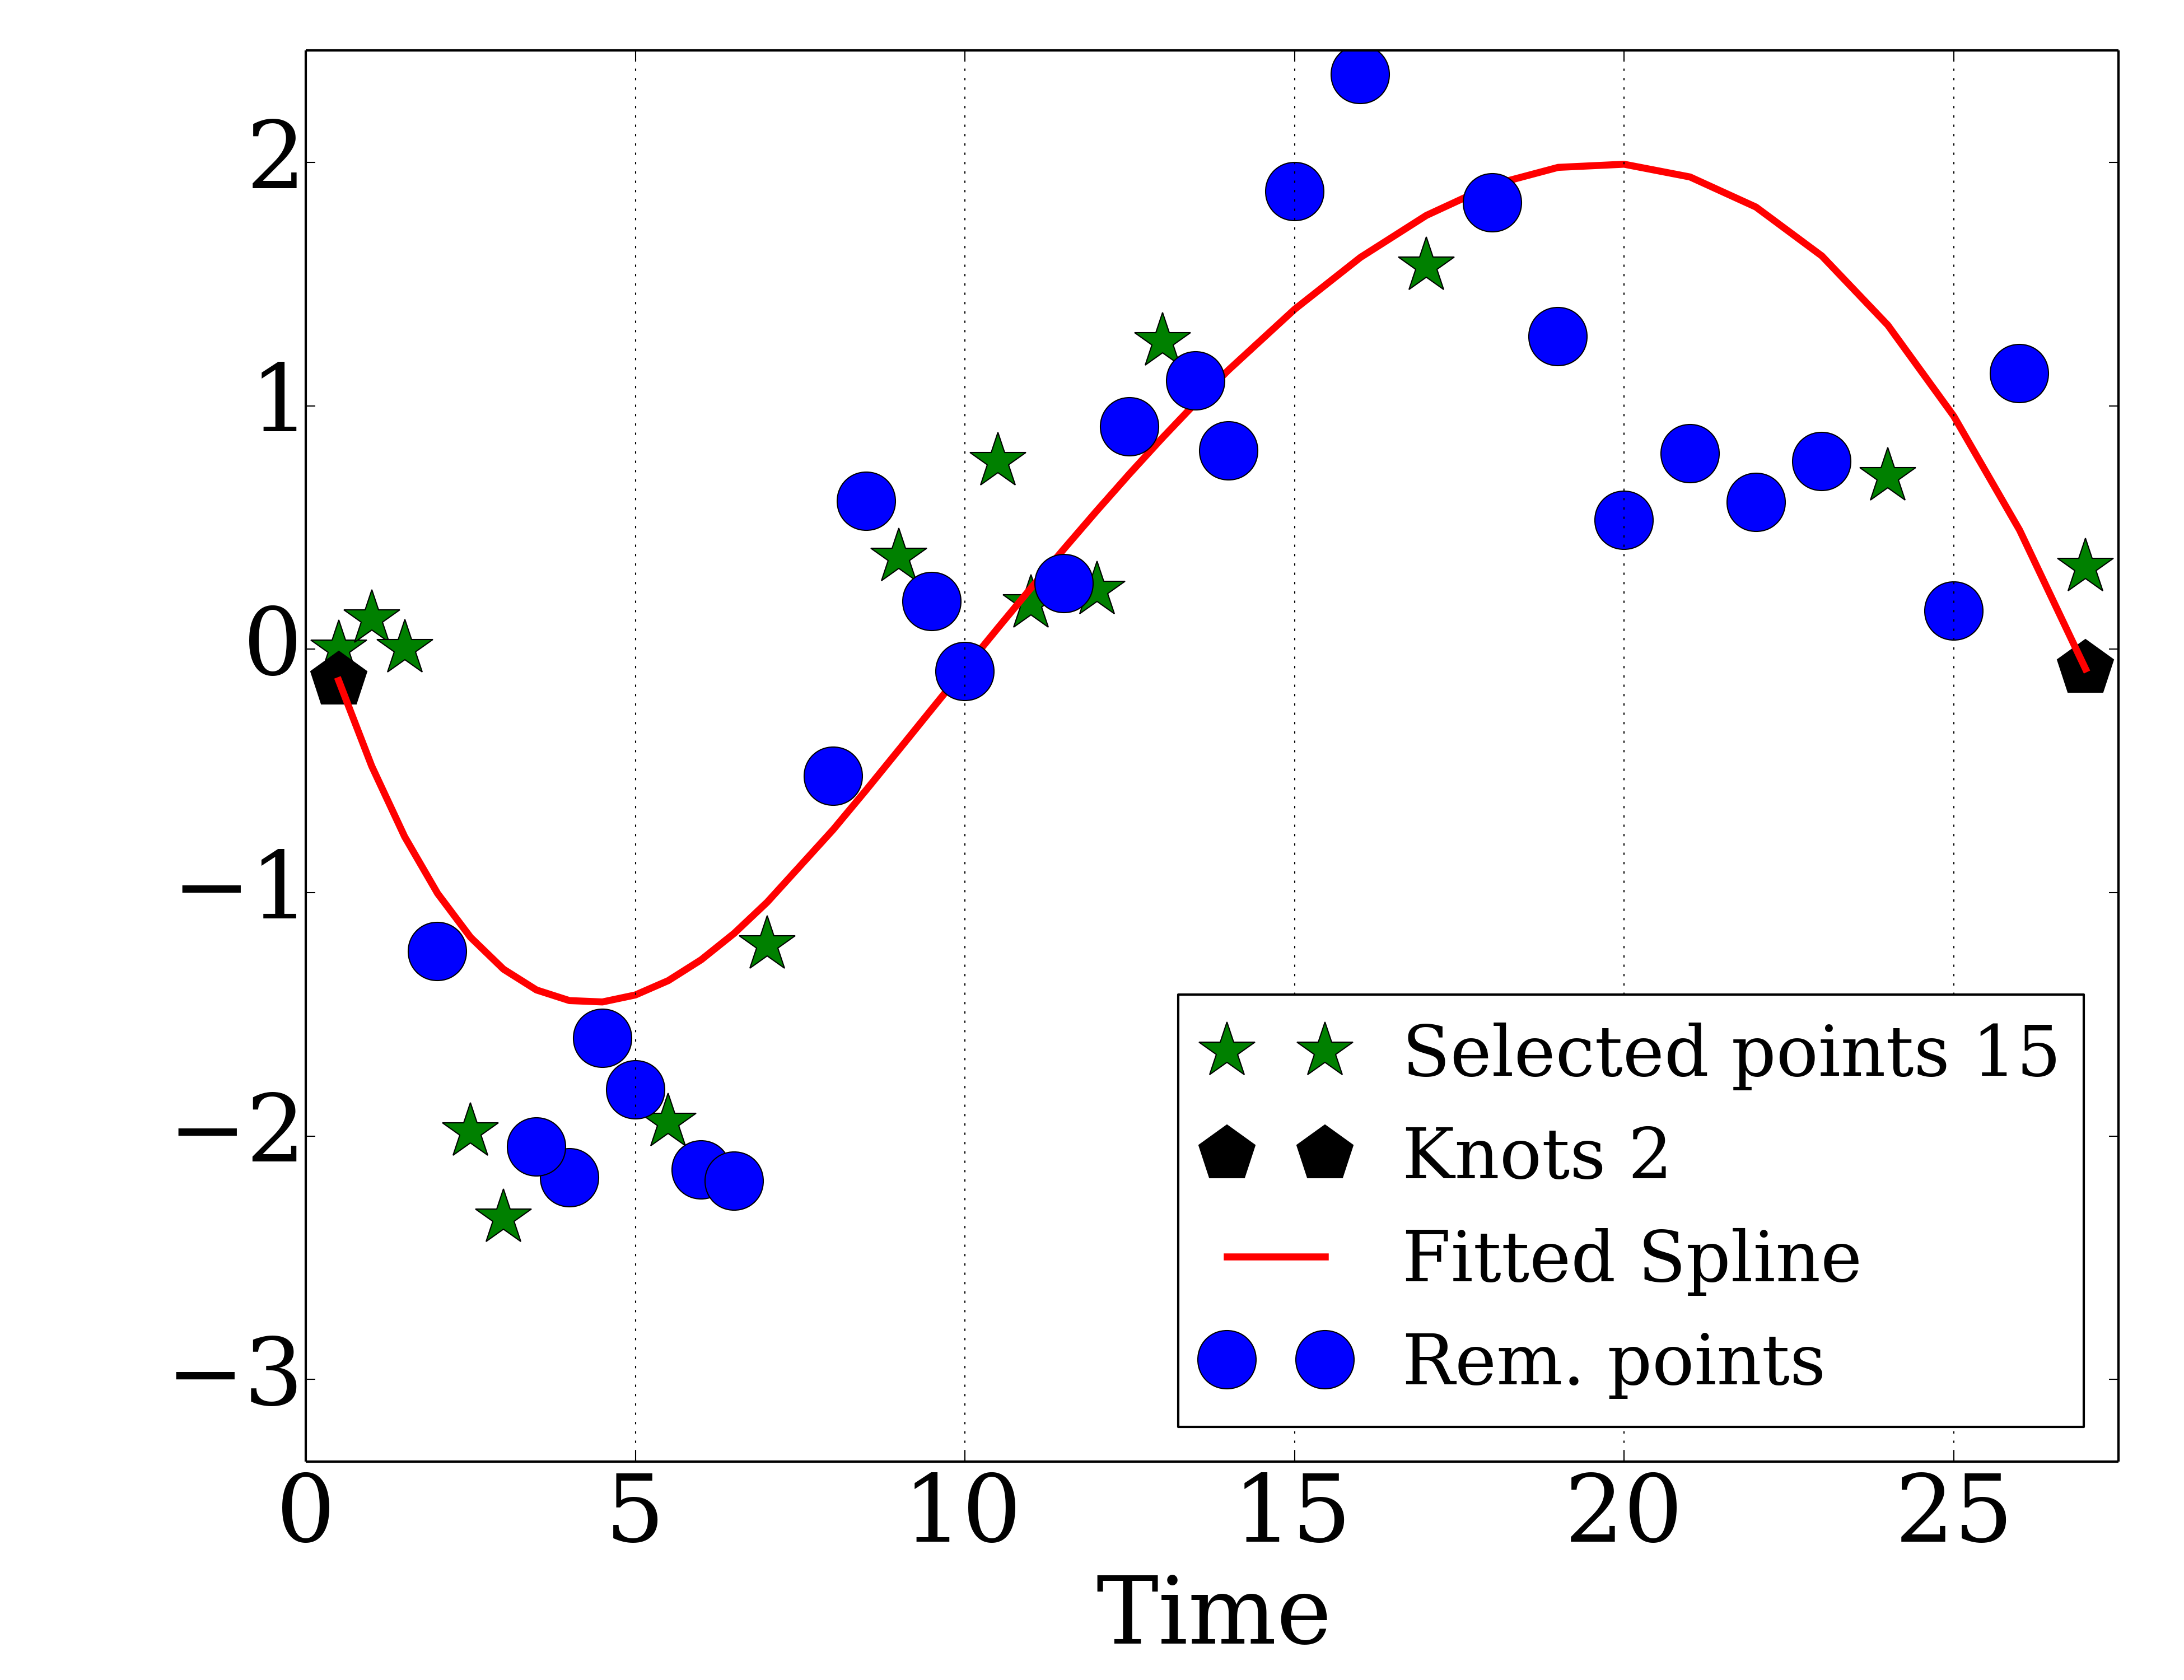 2
1
0
−1
−2
−3
0 5 10 15 20 25
Time
Selected points 15
Knots 2
Fitted Spline
Rem. points